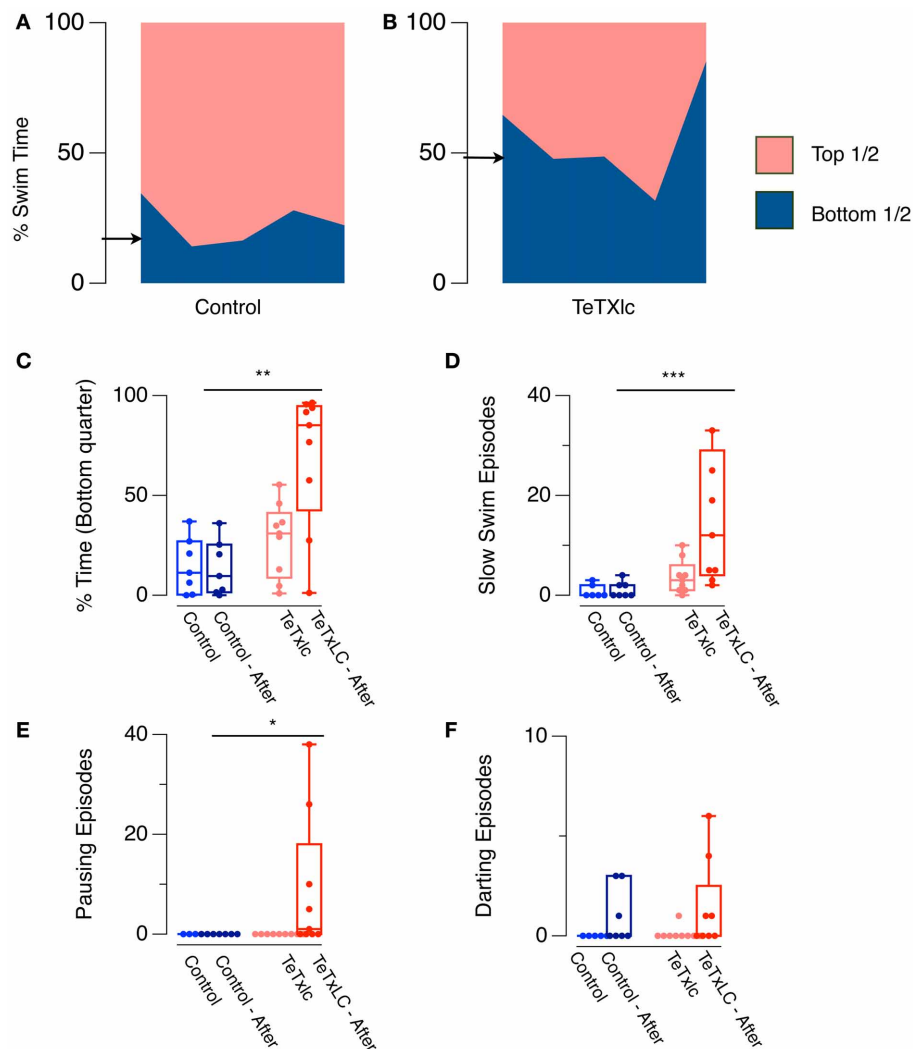 A
100
50
0
% Swim Time
Control
B
100
50
0
TeTXlc
Top 1/2
Bottom 1/2
C
% Time (Bottom quarter)
100
50
0
**
Control
Control - After
TeTxlc
TeTxLC - After
D
Slow Swim Episodes
40
20
0
***
Control
Control - After
TeTxlc
TeTxLC - After
E
Pausing Episodes
40
20
0
*
Control
Control - After
TeTxlc
TeTxLC - After
F
Darting Episodes
10
0
Control
Control - After
TeTxlc
TeTxLC - After